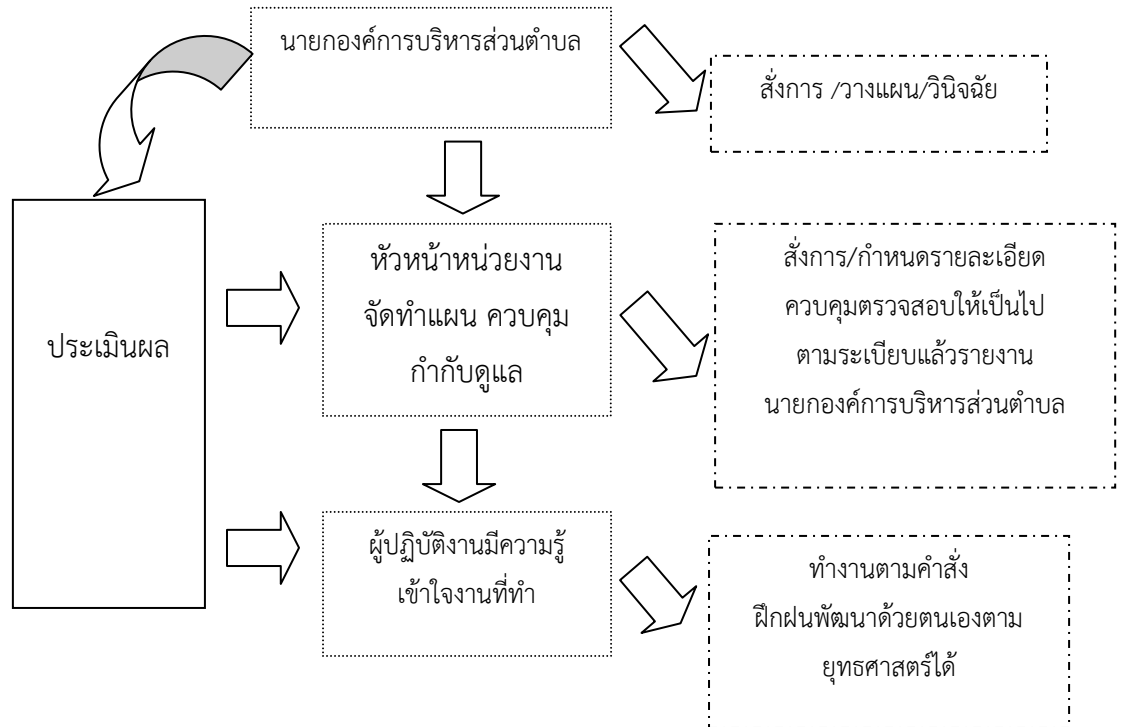 นายกองค์การบริหารส่วนตำบล
สั่งการ /วางแผน/วินิจฉัย
ประเมินผล
หัวหน้าหน่วยงาน
จัดทำแผน ควบคุม
กำกับดูแล
สั่งการ/กำหนดรายละเอียด
ควบคุมตรวจสอบให้เป็นไป
ตามระเบียบแล้วรายงาน
นายกองค์การบริหารส่วนตำบล
ผู้ปฏิบัติงานมีความรู้
เข้าใจงานที่ทำ
ทำงานตามคำสั่ง
ฝึกฝนพัฒนาด้วยตนเองตาม
ยุทธศาสตร์ได้